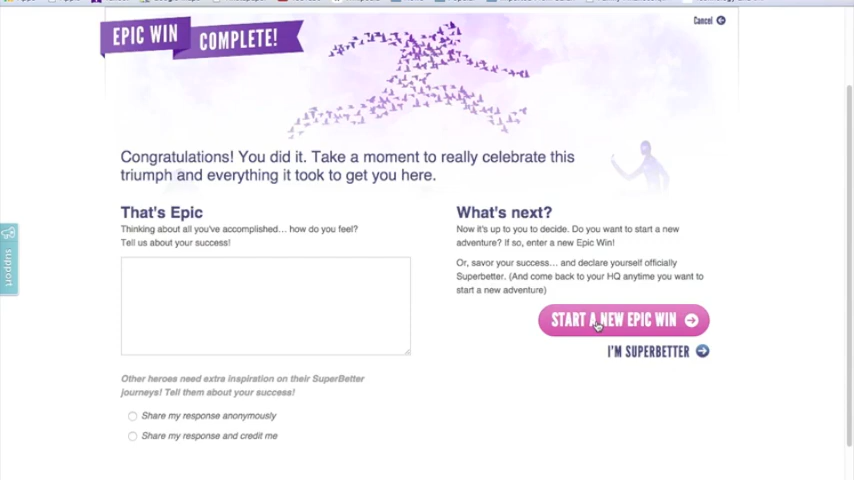 Cancel
EPIC WIN
COMPLETE!
Congratulations! You did it. Take a moment to really celebrate this
triumph and everything it took to get you here.
That's Epic
Thinking about all you've accomplished... how do you feel?
Tell us about your success!
Other heroes need extra inspiration on their SuperBetter
journeys! Tell them about your success!
Share my response anonymously
Share my response and credit me
What's next?
Now it's up to you to decide. Do you want to start a new
adventure? If so, enter a new Epic Win!
Or, savor your success... and declare yourself officially
Superbetter. (And come back to your HQ anytime you want to
start a new adventure)
START A NEW EPIC WIN
I'M SUPERBETTER
support